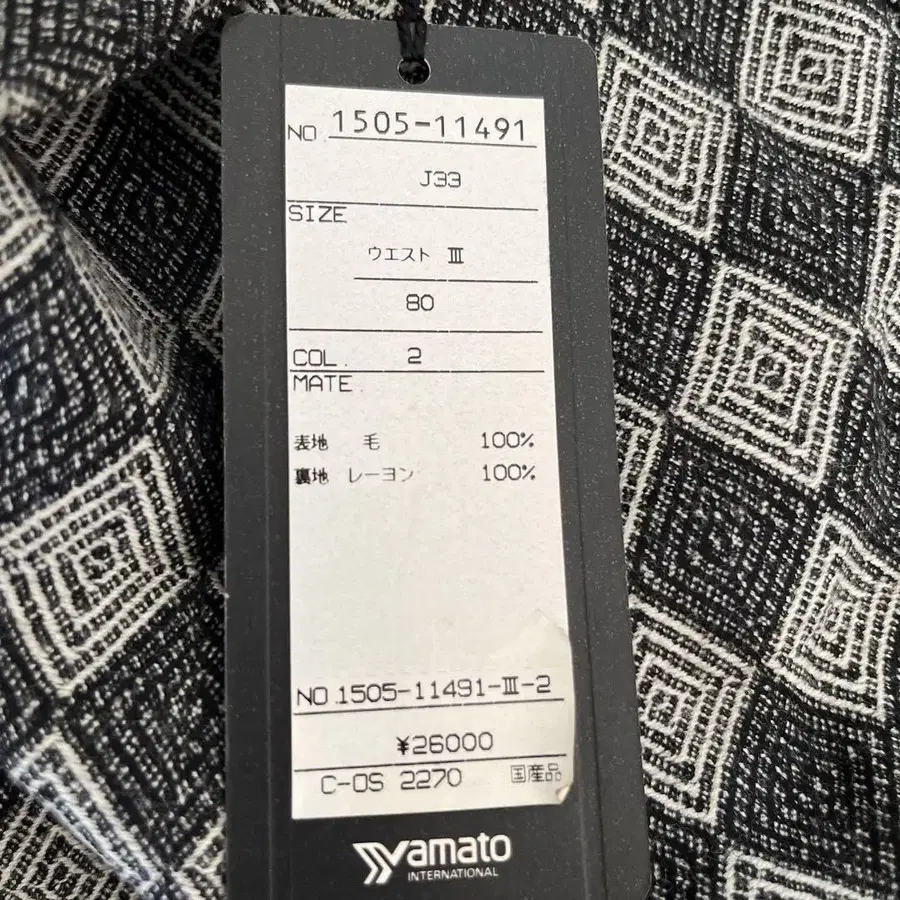 NO. 1505-11491
J33
SIZE
ウエスト Ⅲ
80
COL. 2
MATE.
表地 毛 100%
裏地 レーヨン 100%
NO.1505-11491-Ⅲ-2
¥26000
C-OS 2270 国産品
Yamato
INTERNATIONAL